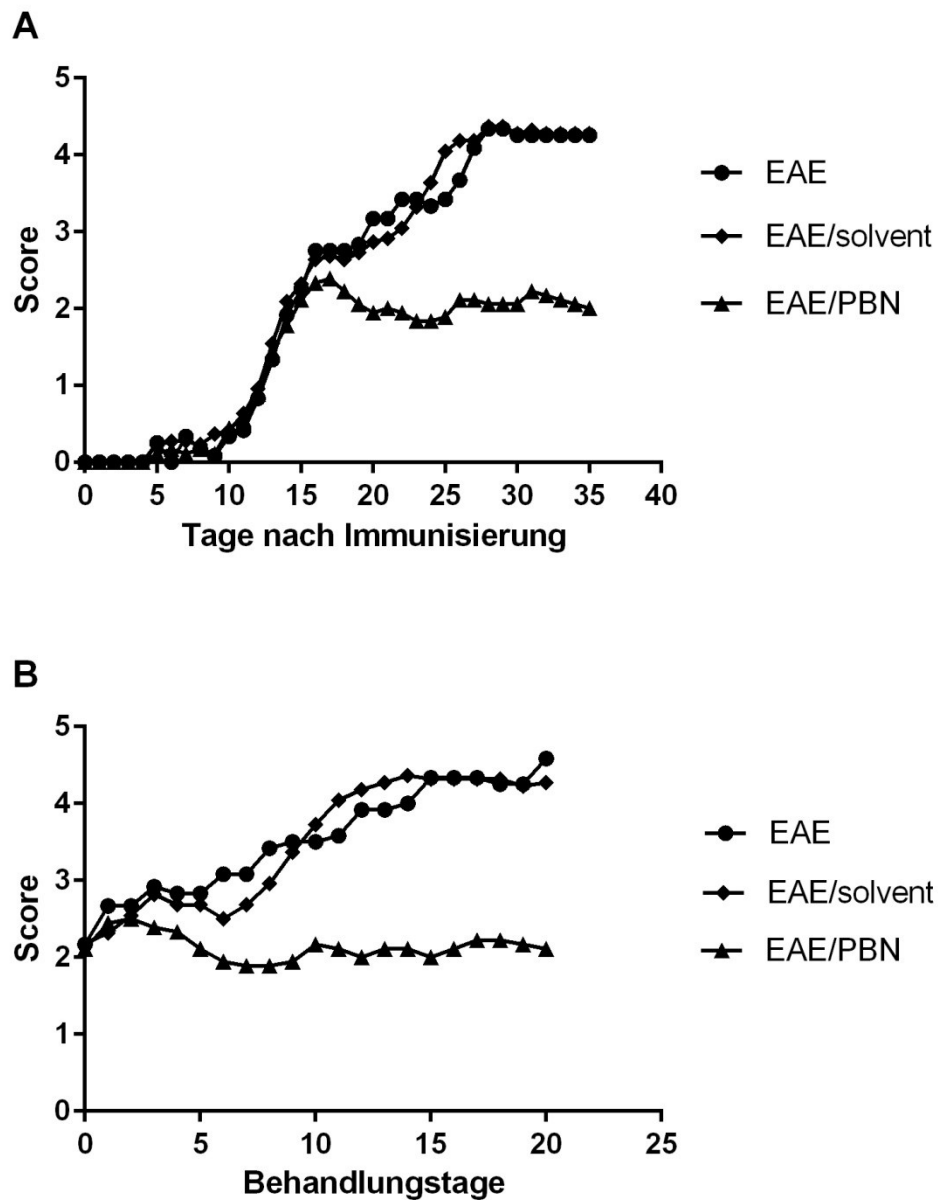 A
5
4
3
2
1
0
Score
0 5 10 15 20 25 30 35 40
Tage nach Immunisierung
EAE
EAE/solvent
EAE/PBN
B
5
4
3
2
1
0
Score
0 5 10 15 20 25
Behandlungstage
EAE
EAE/solvent
EAE/PBN